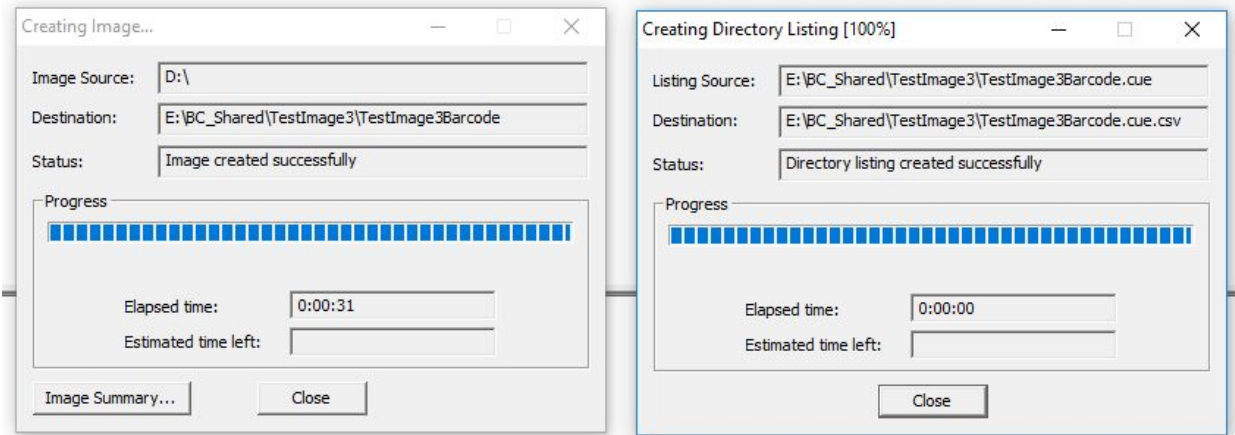 Creating Image...
Image Source: D:\
Destination: E:\BC_Shared\TestImage3\TestImage3Barcode
Status: Image created successfully
Progress
Elapsed time: 0:00:31
Estimated time left:
Image Summary... Close
Creating Directory Listing [100%]
Listing Source: E:\BC_Shared\TestImage3\TestImage3Barcode.cue
Destination: E:\BC_Shared\TestImage3\TestImage3Barcode.cue.csv
Status: Directory listing created successfully
Progress
Elapsed time: 0:00:00
Estimated time left:
Close